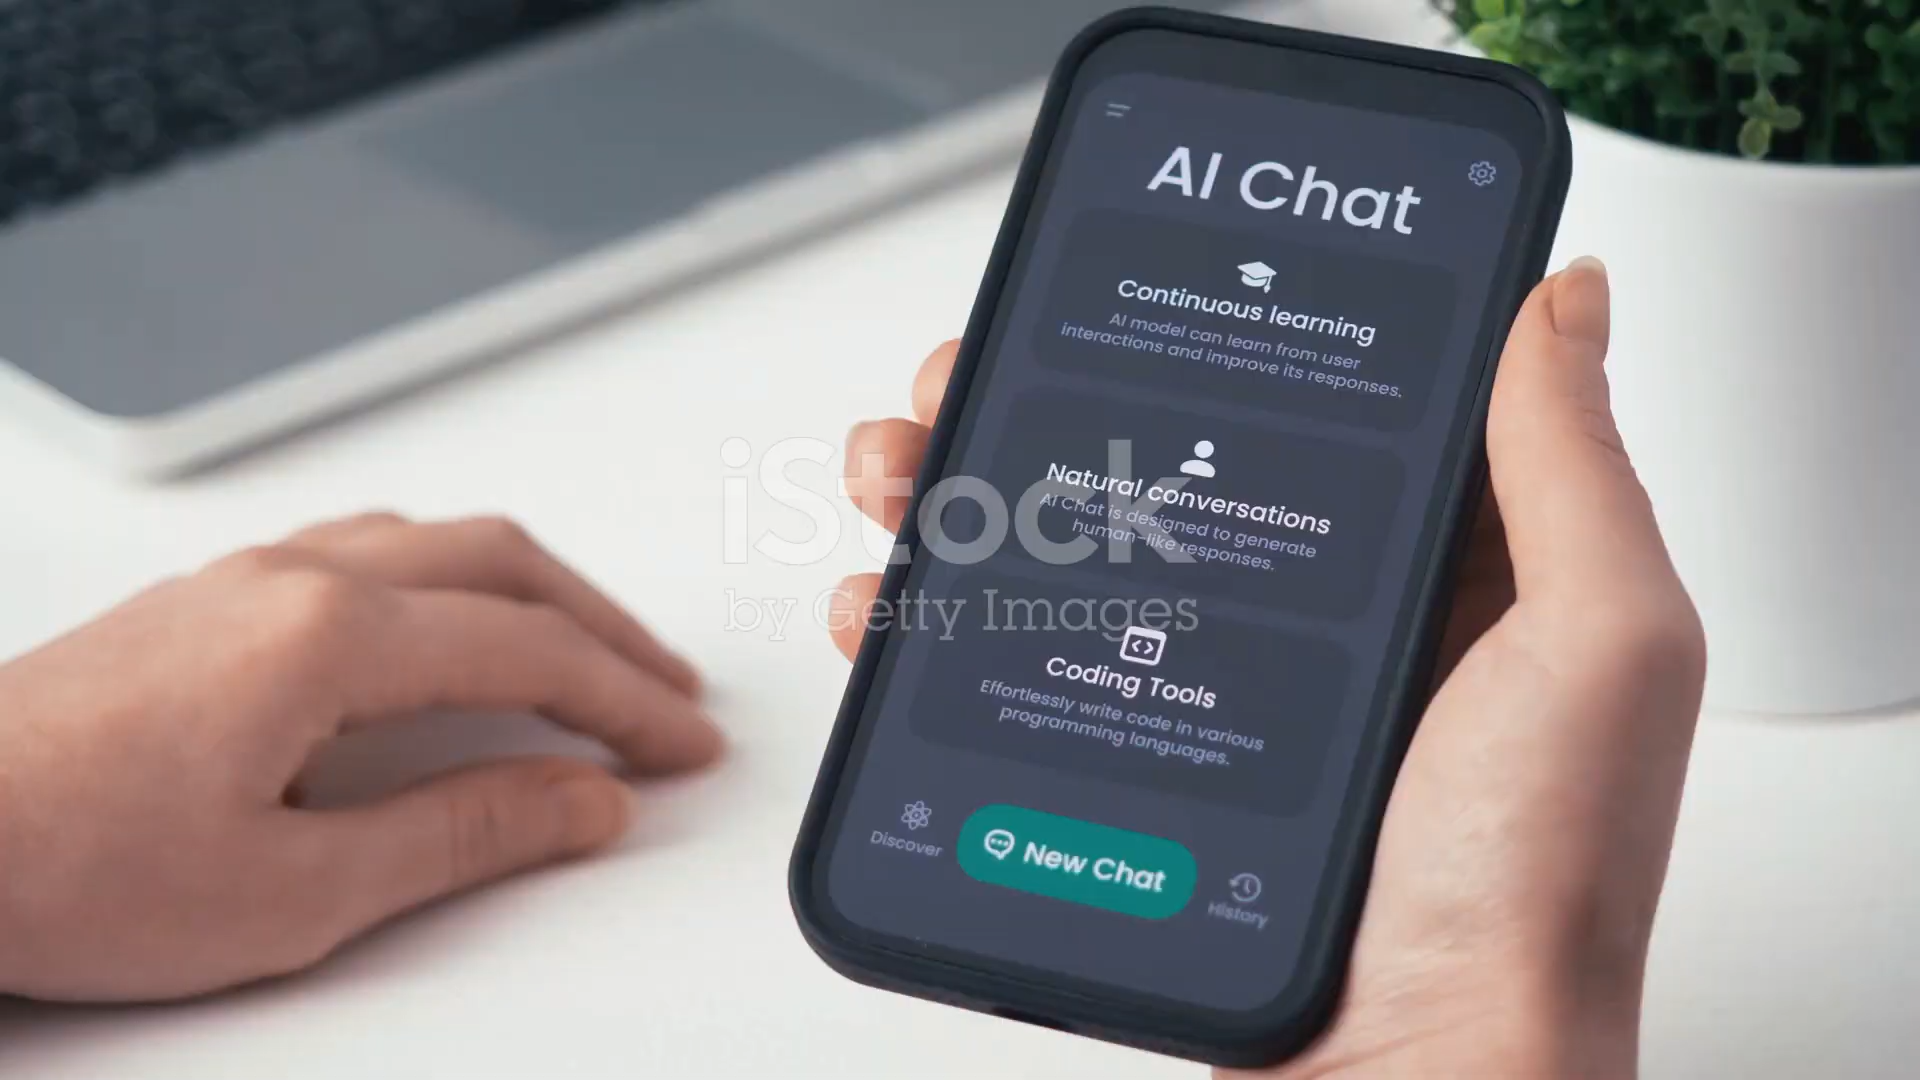 AI Chat
Continuous learning
AI model can learn from user
interactions and improve its responses.
Natural conversations
AI Chat is designed to generate
human-like responses.
Coding Tools
Effortlessly write code in various
programming languages.
Discover
New Chat
History
iStock
by Getty Images